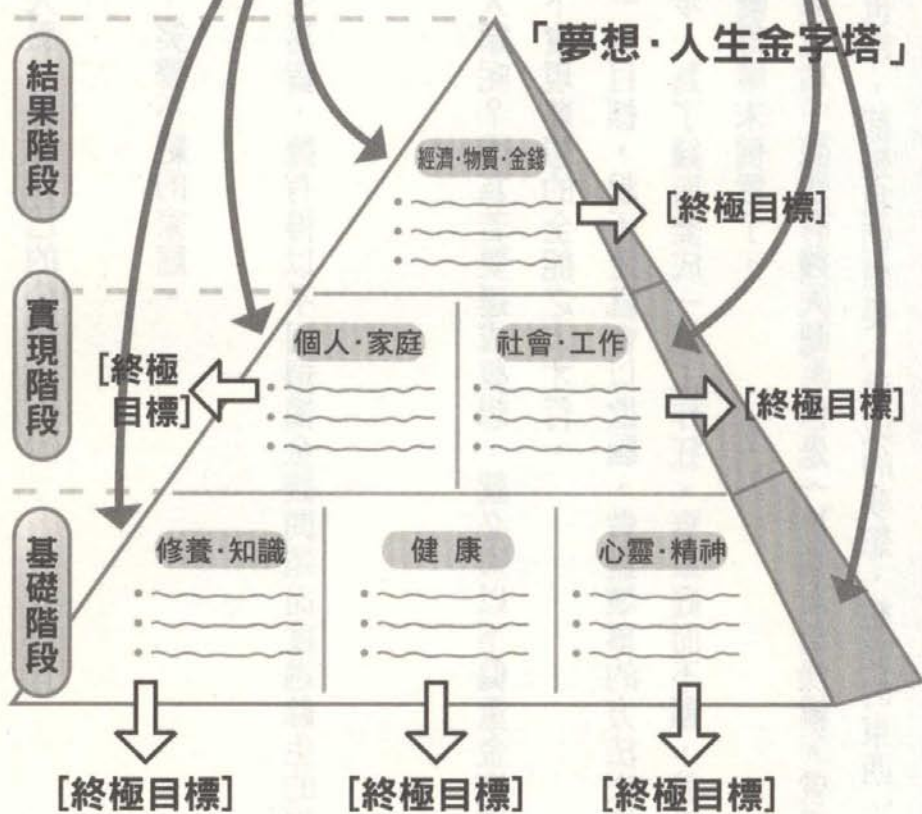 「夢想·人生金字塔」
結果階段
經濟·物質·金錢
[終極目標]
實現階段
個人·家庭
社會·工作
[終極
目標]
[終極目標]
基礎階段
修養·知識
健康
心靈·精神
[終極目標]
[終極目標]
[終極目標]